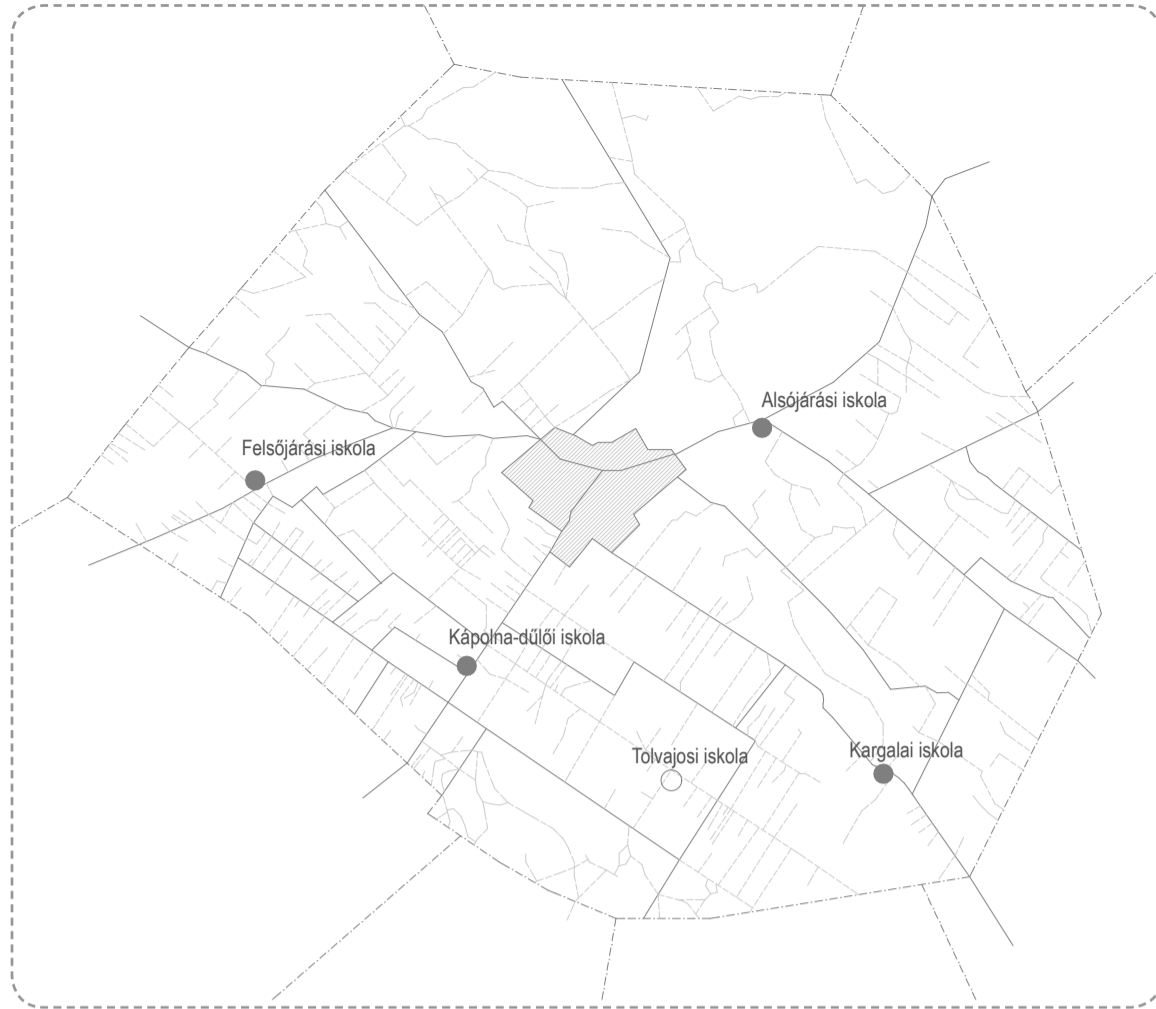 Alsójárási iskola
Felsőjárási iskola
Kápolna-dűlői iskola
Tolvajosi iskola
Kargalai iskola